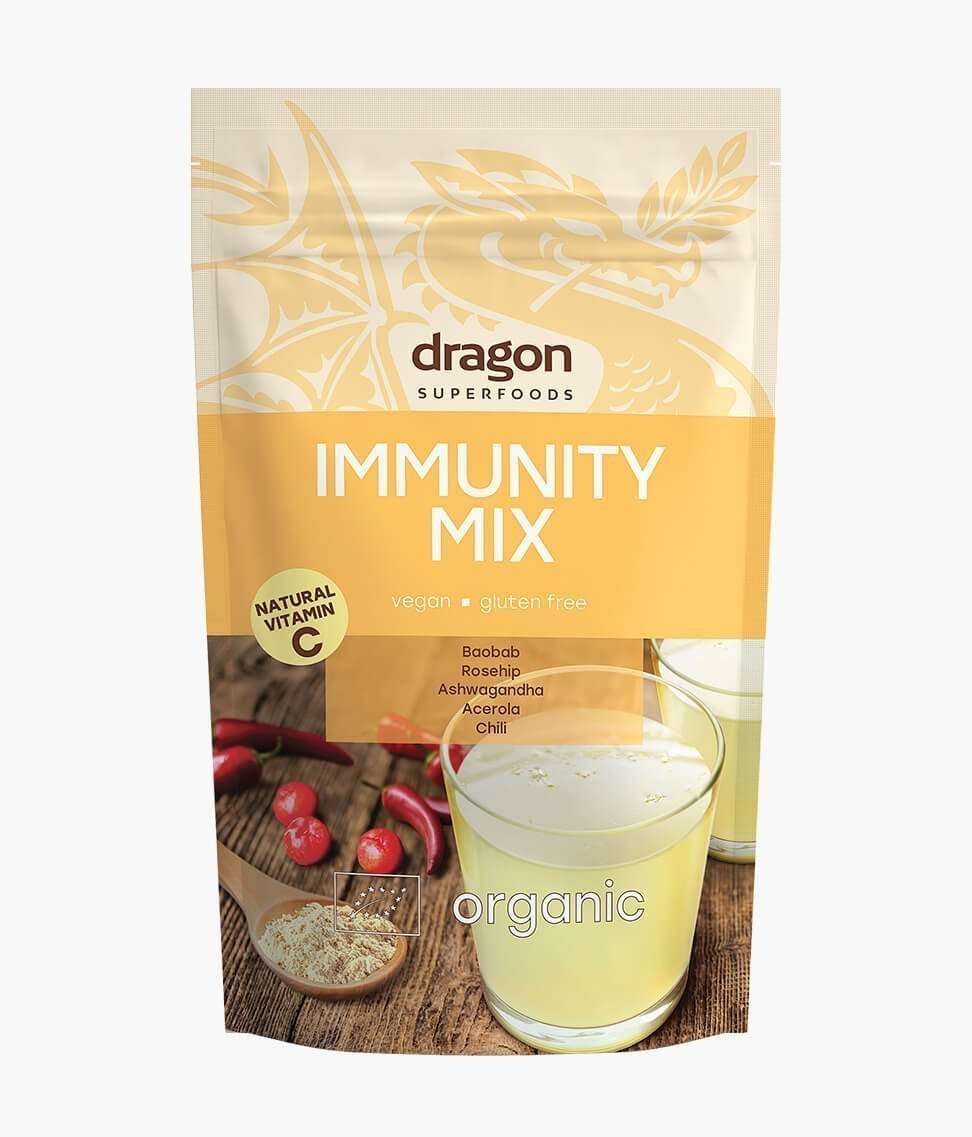 dragon
SUPERFOODS
IMMUNITY
MIX
vegan ▪ gluten free
NATURAL
VITAMIN
C
Baobab
Rosehip
Ashwagandha
Acerola
Chili
organic